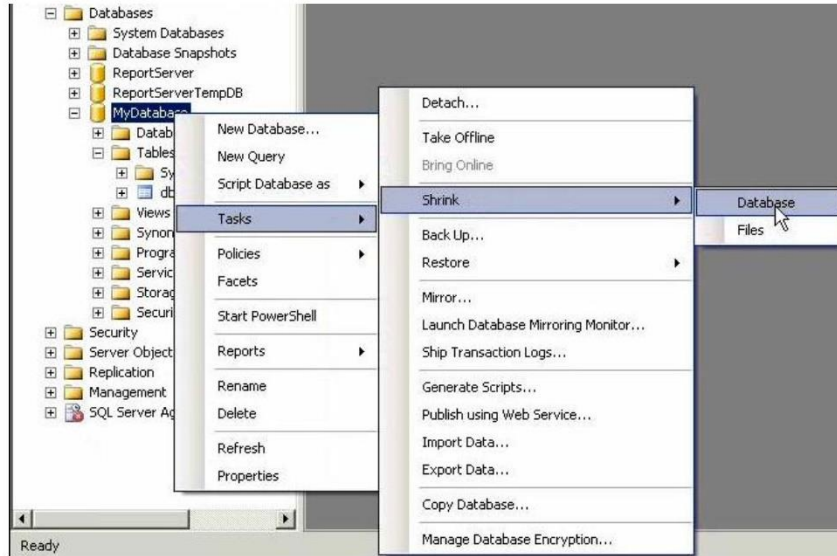 Databases
System Databases
Database Snapshots
ReportServer
ReportServerTempDB
MyDatabase
Datab
Tables
Sy
db
Views
Synon
Progra
Servic
Storag
Securi
Security
Server Object
Replication
Management
SQL Server Ag
New Database...
New Query
Script Database as
Tasks
Policies
Facets
Start PowerShell
Reports
Rename
Delete
Refresh
Properties
Detach...
Take Offline
Bring Online
Shrink
Back Up...
Restore
Mirror...
Launch Database Mirroring Monitor...
Ship Transaction Logs...
Generate Scripts...
Publish using Web Service...
Import Data...
Export Data...
Copy Database...
Manage Database Encryption...
Database
Files
Ready